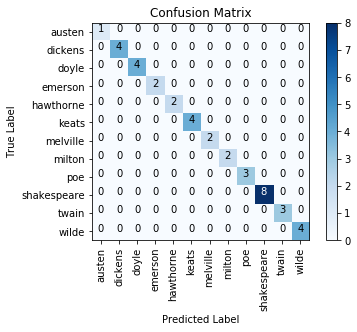 Confusion Matrix
True Label
austen 1 0 0 0 0 0 0 0 0 0 0 0
dickens 0 4 0 0 0 0 0 0 0 0 0 0
doyle 0 0 4 0 0 0 0 0 0 0 0 0
emerson 0 0 0 2 0 0 0 0 0 0 0 0
hawthorne 0 0 0 0 2 0 0 0 0 0 0 0
keats 0 0 0 0 0 4 0 0 0 0 0 0
melville 0 0 0 0 0 0 2 0 0 0 0 0
milton 0 0 0 0 0 0 0 2 0 0 0 0
poe 0 0 0 0 0 0 0 0 3 0 0 0
shakespeare 0 0 0 0 0 0 0 0 0 8 0 0
twain 0 0 0 0 0 0 0 0 0 0 3 0
wilde 0 0 0 0 0 0 0 0 0 0 0 4
austen
dickens
doyle
emerson
hawthorne
keats
melville
milton
poe
shakespeare
twain
wilde
Predicted Label
8
7
6
5
4
3
2
1
0